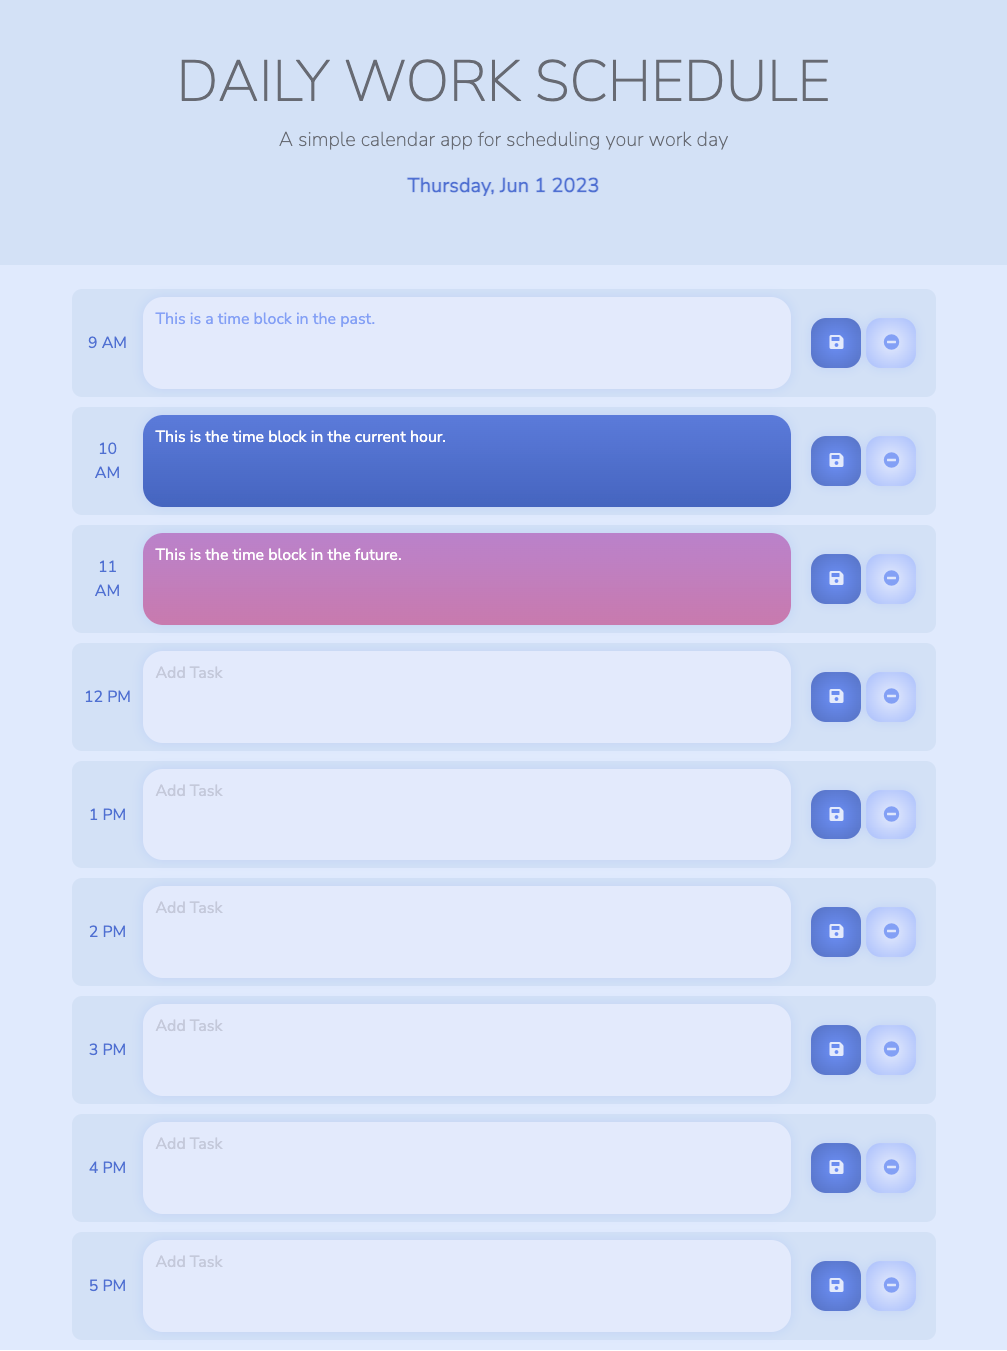 DAILY WORK SCHEDULE
A simple calendar app for scheduling your work day
Thursday, Jun 1 2023
9 AM
This is a time block in the past.
10
AM
This is the time block in the current hour.
11
AM
This is the time block in the future.
12 PM
Add Task
1 PM
Add Task
2 PM
Add Task
3 PM
Add Task
4 PM
Add Task
5 PM
Add Task